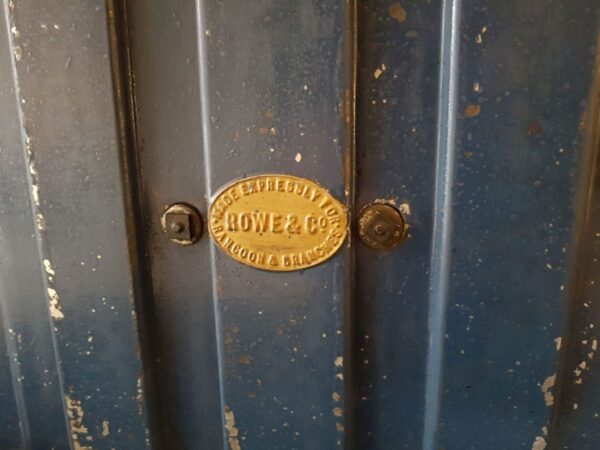 MADE EXPRESSLY FOR
ROWE & Co
RANGOON & BRANCHES